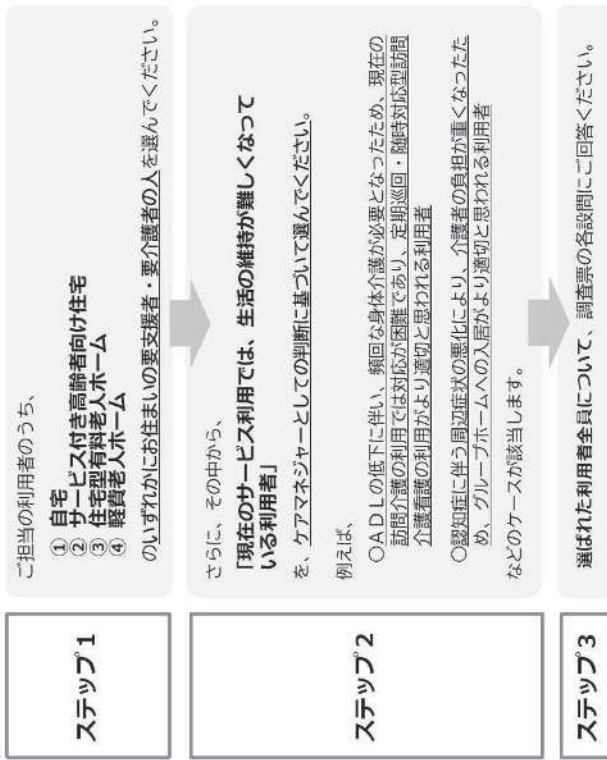 ステップ１
ご担当の利用者のうち、
① 自宅
② サービス付き高齢者向け住宅
③ 住宅型有料老人ホーム
④ 軽費老人ホーム
のいずれかにお住まいの要支援者・要介護者の人を選んでください。
ステップ２
さらに、その中から、
「現在のサービス利用では、生活の維持が難しくなって
いる利用者」
を、ケアマネジャーとしての判断に基づいて選んでください。
例えば、
○ＡＤＬの低下に伴い、頻回な身体介護が必要となったため、現在の
訪問介護の利用では対応が困難であり、定期巡回・随時対応型訪問
介護看護の利用がより適切と思われる利用者
○認知症に伴う周辺症状の悪化により、介護者の負担が重くなったた
め、グループホームへの入居がより適切と思われる利用者
などのケースが該当します。
ステップ３
選ばれた利用者全員について、調査票の各設問にご回答ください。